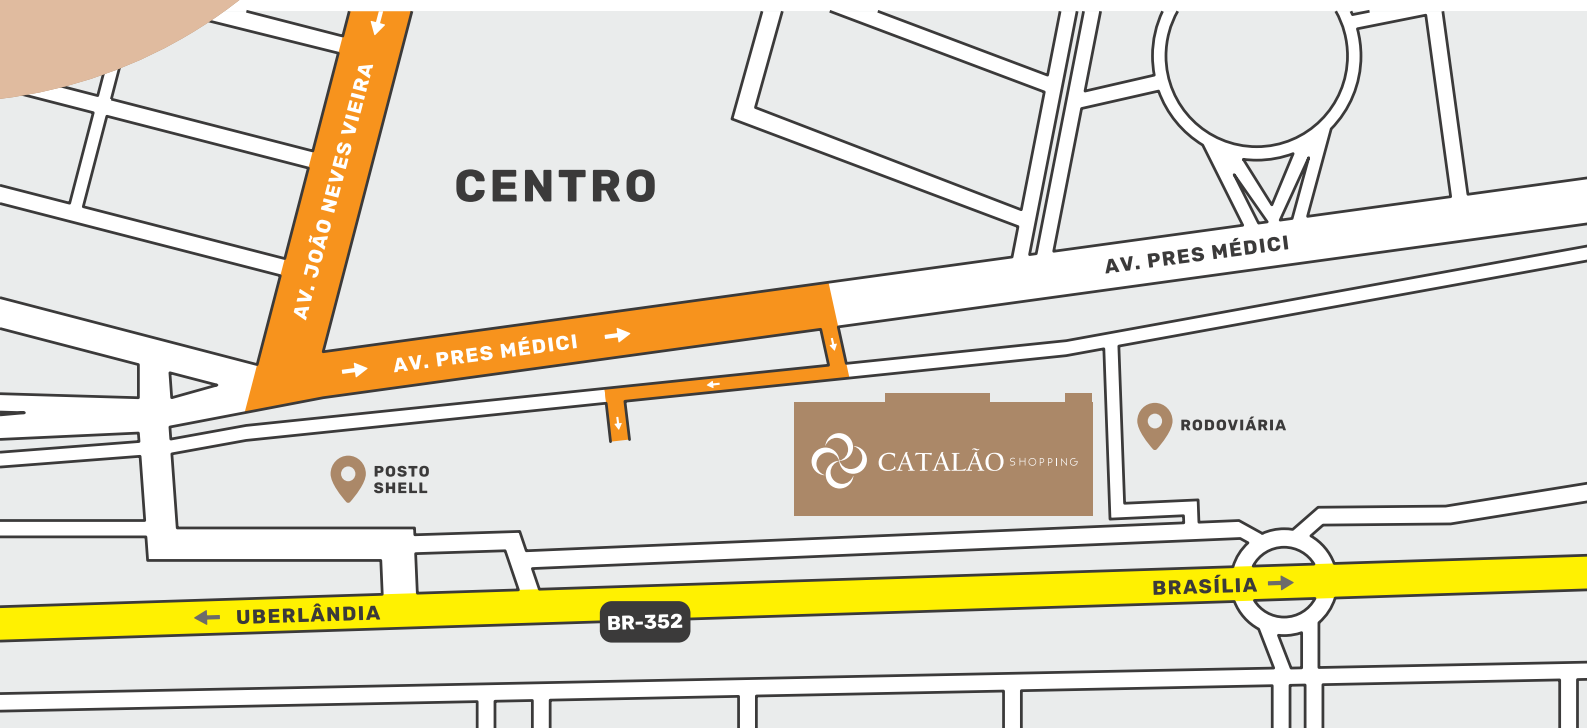 AV. JOÃO NEVES VIEIRA
CENTRO
AV. PRES MÉDICI
AV. PRES MÉDICI
RODOVIÁRIA
CATALÃO SHOPPING
POSTO
SHELL
BRASÍLIA
UBERLÂNDIA
BR-352